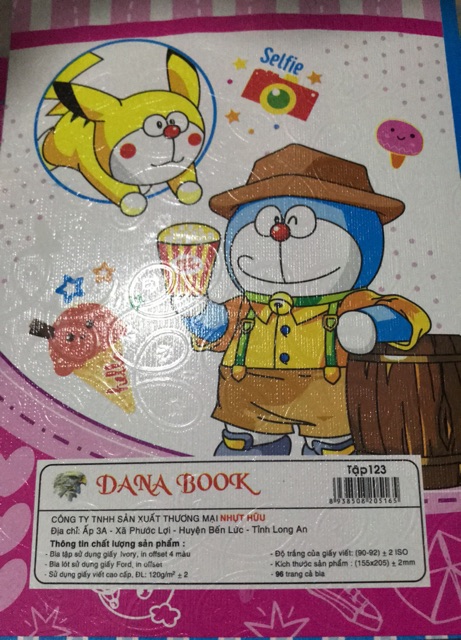 Selfie
hello
DANA BOOK
Tập123
8 938506 205165
CÔNG TY TNHH SẢN XUẤT THƯƠNG MẠI NHỰT HỮU
Địa chỉ: Ấp 3A - Xã Phước Lợi - Huyện Bến Lức - Tỉnh Long An
Thông tin chất lượng sản phẩm :
- Bìa tập sử dụng giấy Ivory, in offset 4 màu
- Bìa lót sử dụng giấy Ford, in offset
- Sử dụng giấy viết cao cấp, ĐL: 120g/m² ± 2
- Độ trắng của giấy viết: (90-92) ± 2 ISO
- Kích thước sản phẩm : (155x205) ± 2mm
- 96 trang cả bìa